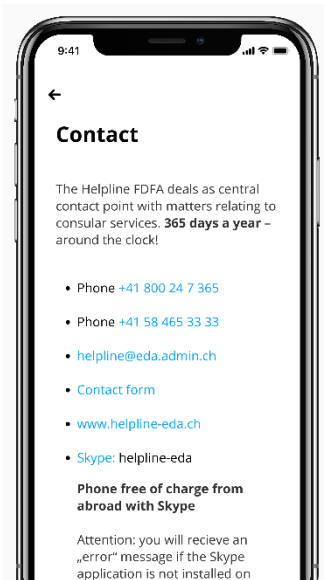 9:41
Contact
The Helpline FDFA deals as central
contact point with matters relating to
consular services. 365 days a year –
around the clock!
• Phone +41 800 24 7 365
• Phone +41 58 465 33 33
• helpline@eda.admin.ch
• Contact form
• www.helpline-eda.ch
• Skype: helpline-eda
Phone free of charge from
abroad with Skype
Attention: you will recieve an
„error“ message if the Skype
application is not installed on